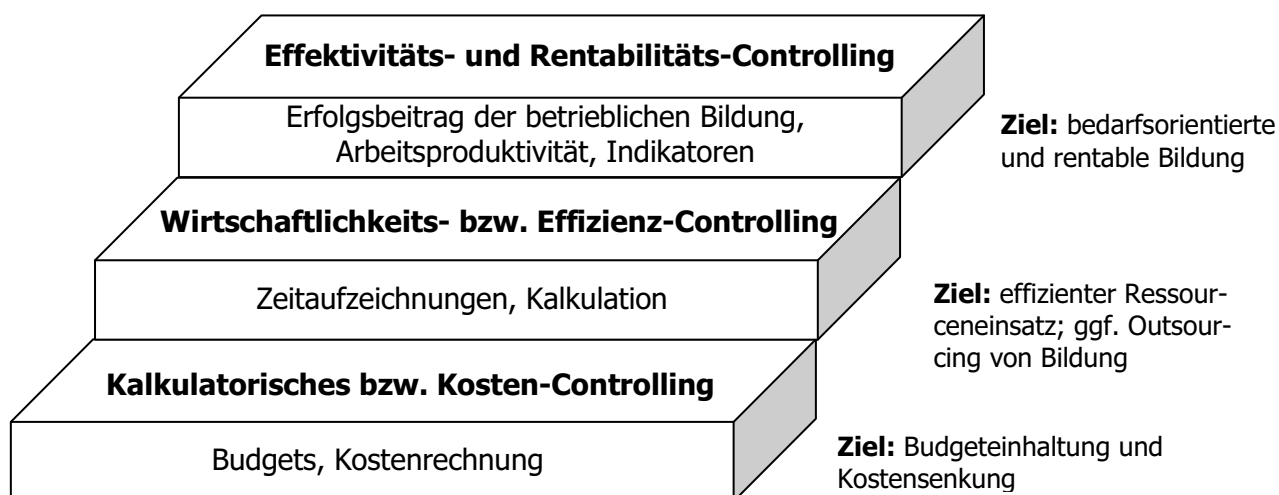 Effektivitäts- und Rentabilitäts-Controlling
Erfolgsbeitrag der betrieblichen Bildung,
Arbeitsproduktivität, Indikatoren
Ziel: bedarfsorientierte
und rentable Bildung
Wirtschaftlichkeits- bzw. Effizienz-Controlling
Zeitaufzeichnungen, Kalkulation
Ziel: effizienter Ressour-
ceneinsatz; ggf. Outsour-
cing von Bildung
Kalkulatorisches bzw. Kosten-Controlling
Budgets, Kostenrechnung
Ziel: Budgeteinhaltung und
Kostensenkung